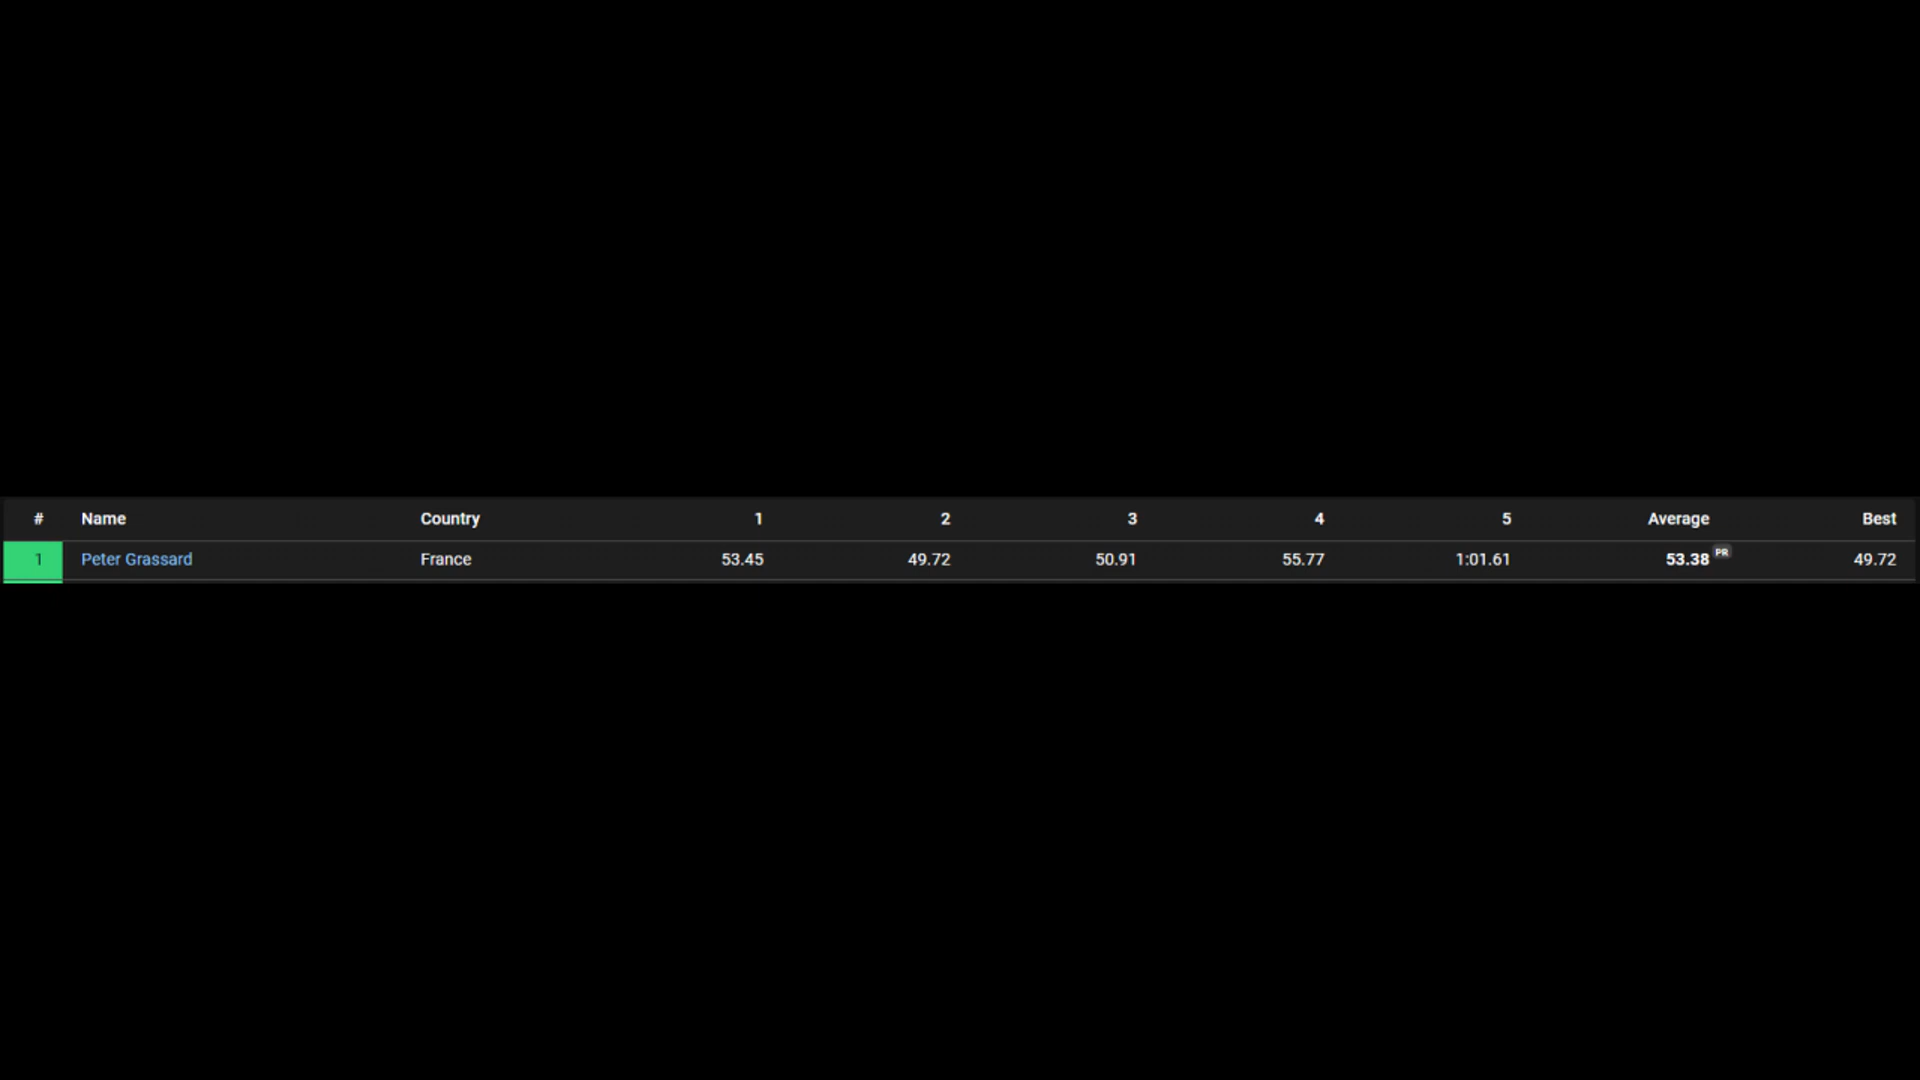 # Name Country 1 2 3 4 5 Average Best
1 Peter Grassard France 53.45 49.72 50.91 55.77 1:01.61 53.38 PR 49.72